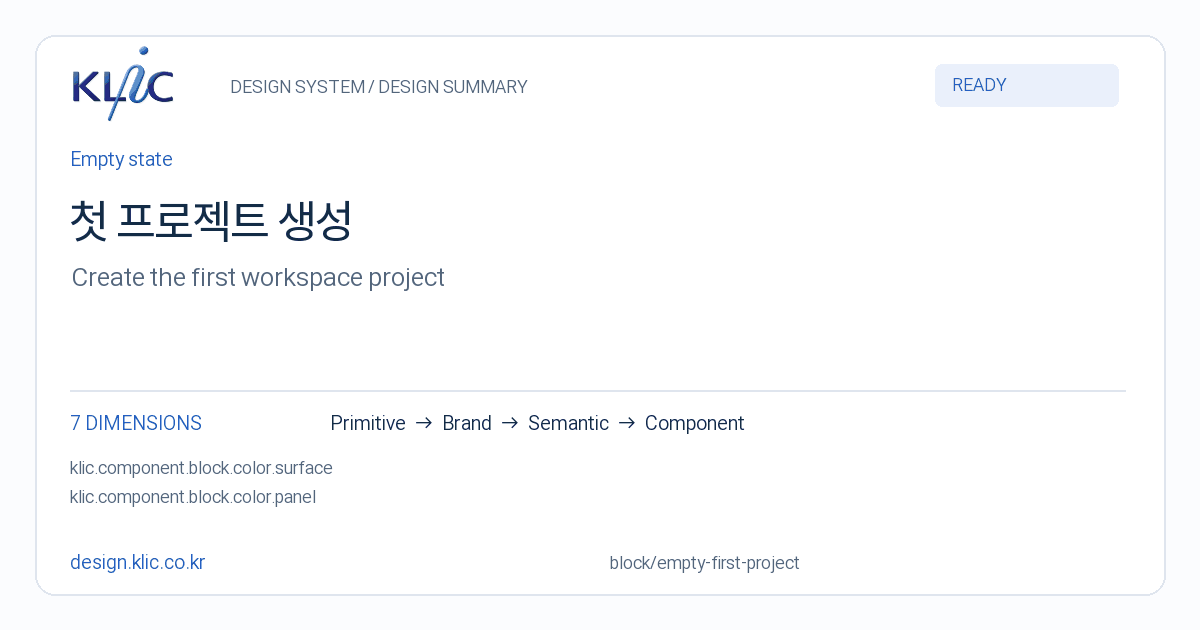 KLiC
DESIGN SYSTEM / DESIGN SUMMARY
READY
Empty state
첫 프로젝트 생성
Create the first workspace project
7 DIMENSIONS
Primitive → Brand → Semantic → Component
klic.component.block.color.surface
klic.component.block.color.panel
design.klic.co.kr
block/empty-first-project